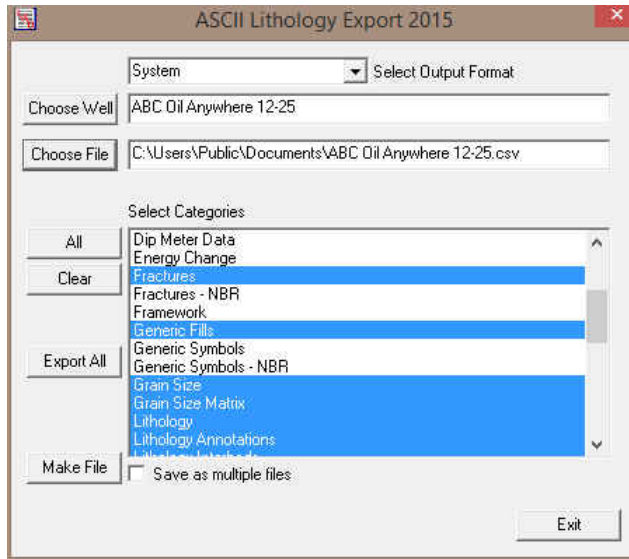 ASCII Lithology Export 2015
System
Select Output Format
Choose Well
ABC Oil Anywhere 12-25
Choose File
C:\Users\Public\Documents\ABC Oil Anywhere 12-25.csv
Select Categories
All
Clear
Export All
Make File
Dip Meter Data
Energy Change
Fractures
Fractures - NBR
Framework
Generic Fills
Generic Symbols
Generic Symbols - NBR
Grain Size
Grain Size Matrix
Lithology
Lithology Annotations
Save as multiple files
Exit